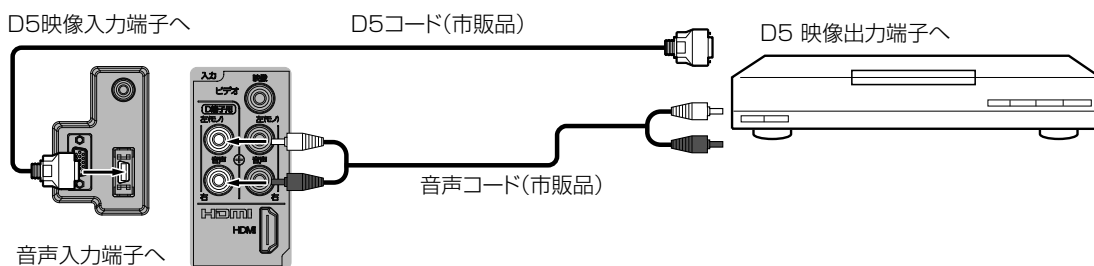 D5映像入力端子へ
D5コード(市販品)
D5 映像出力端子へ
入力
映像
ビデオ
D端子用
左(モノ)
左(モノ)
音声
音声
右
右
HDMI
HDMI
音声コード(市販品)
音声入力端子へ